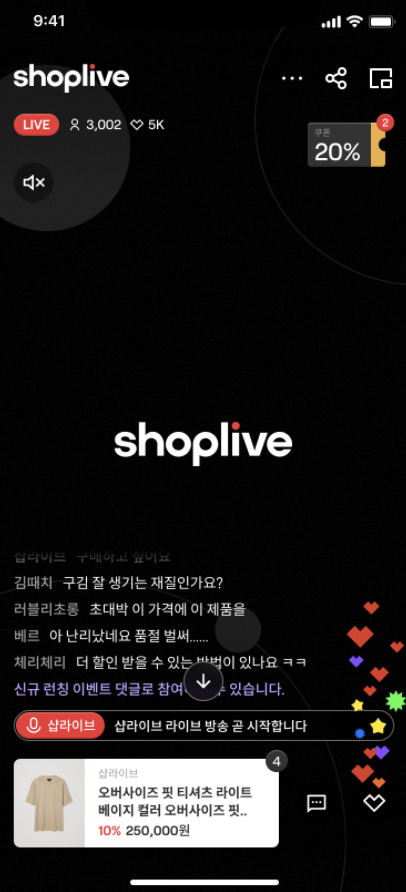 9:41
shoplive
LIVE 3,002 5K
쿠폰
20%
2
shoplive
샵라이브 구매하고 싶어요
김때치 구김 잘 생기는 재질인가요?
러블리초롱 초대박 이 가격에 이 제품을
베르 아 난리났네요 품절 벌써......
체리체리 더 할인 받을 수 있는 방법이 있나요 ㅋㅋ
신규 런칭 이벤트 댓글로 참여 수 있습니다.
샵라이브 샵라이브 라이브 방송 곧 시작합니다
4
샵라이브
오버사이즈 핏 티셔츠 라이트
베이지 컬러 오버사이즈 핏..
10% 250,000원